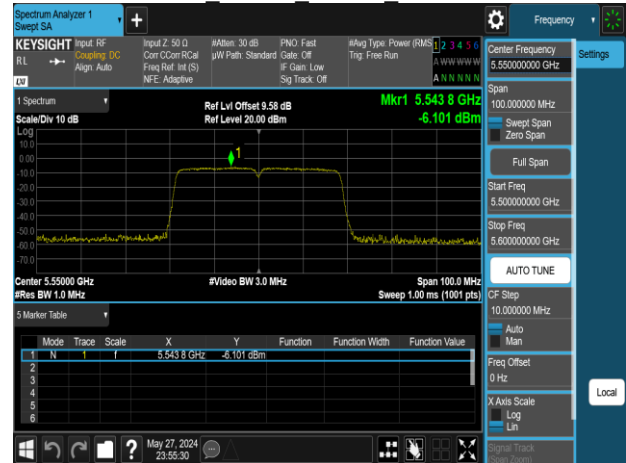 Spectrum Analyzer 1
Swept SA
Frequency
KEYSIGHT
RL
LXI
Input: RF
Coupling: DC
Align: Auto
Input Z: 50 Ω
Corr CCorr RCal
Freq Ref: Int (S)
NFE: Adaptive
#Atten: 30 dB
µW Path: Standard
PNO: Fast
Gate: Off
IF Gain: Low
Sig Track: Off
#Avg Type: Power (RMS
Trig: Free Run
1 2 3 4 5 6
A W W W W W
A N N N N N
1 Spectrum
Scale/Div 10 dB
Log
Ref Lvl Offset 9.58 dB
Ref Level 20.00 dBm
Mkr1 5.543 8 GHz
-6.101 dBm
1
10.0
0.00
-10.0
-20.0
-30.0
-40.0
-50.0
-60.0
-70.0
Center 5.55000 GHz
#Res BW 1.0 MHz
#Video BW 3.0 MHz
Span 100.0 MHz
Sweep 1.00 ms (1001 pts)
5 Marker Table
Mode Trace Scale X Y Function Function Width Function Value
1 N 1 f 5.543 8 GHz -6.101 dBm
2
3
4
5
6
May 27, 2024
23:55:30
?
Center Frequency
5.550000000 GHz
Span
100.000000 MHz
Swept Span
Zero Span
Full Span
Start Freq
5.500000000 GHz
Stop Freq
5.600000000 GHz
AUTO TUNE
CF Step
10.000000 MHz
Auto
Man
Freq Offset
0 Hz
X Axis Scale
Log
Lin
Signal Track
(Span Zoom)
Settings
Local